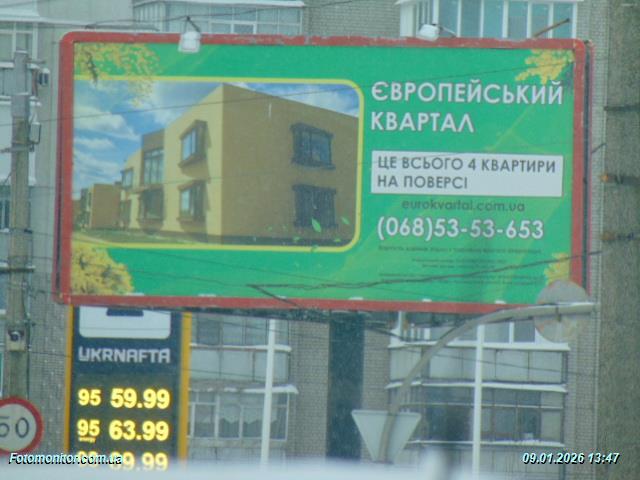 ЄВРОПЕЙСЬКИЙ
КВАРТАЛ
ЦЕ ВСЬОГО 4 КВАРТИРИ
НА ПОВЕРСІ
eurokvartal.com.ua
(068)53-53-653
UKRNAFTA
95 59.99
95 63.99
energy
50
Fotomonitor.com.ua
09.01.2026 13:47